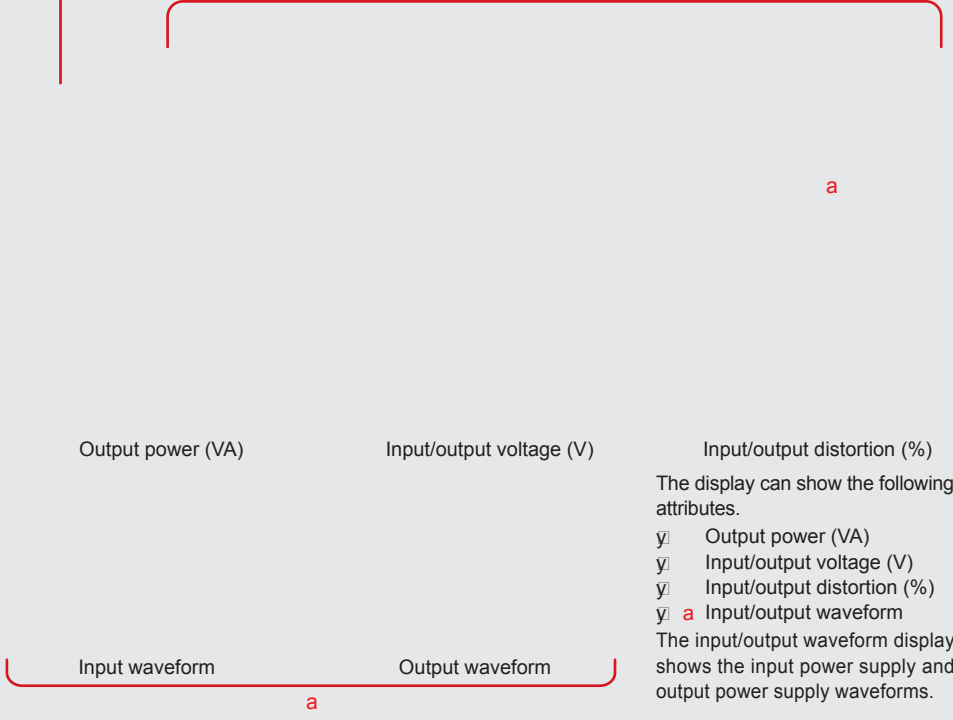 a
Output power (VA)
Input/output voltage (V)
Input/output distortion (%)
The display can show the following
attributes.
ÿ Output power (VA)
ÿ Input/output voltage (V)
ÿ Input/output distortion (%)
ÿ a Input/output waveform
The input/output waveform display
shows the input power supply and
output power supply waveforms.
Input waveform
Output waveform
a